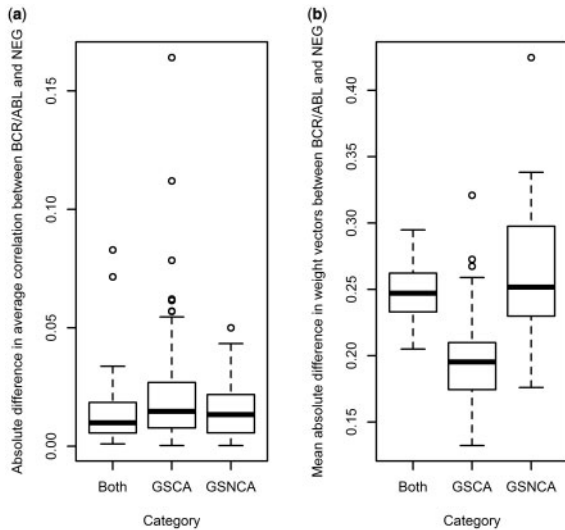 (a)
Absolute difference in average correlation between BCR/ABL and NEG
0.15
0.10
0.05
0.00
Both GSCA GSNCA
Category
(b)
Mean absolute difference in weight vectors between BCR/ABL and NEG
0.40
0.35
0.30
0.25
0.20
0.15
Both GSCA GSNCA
Category